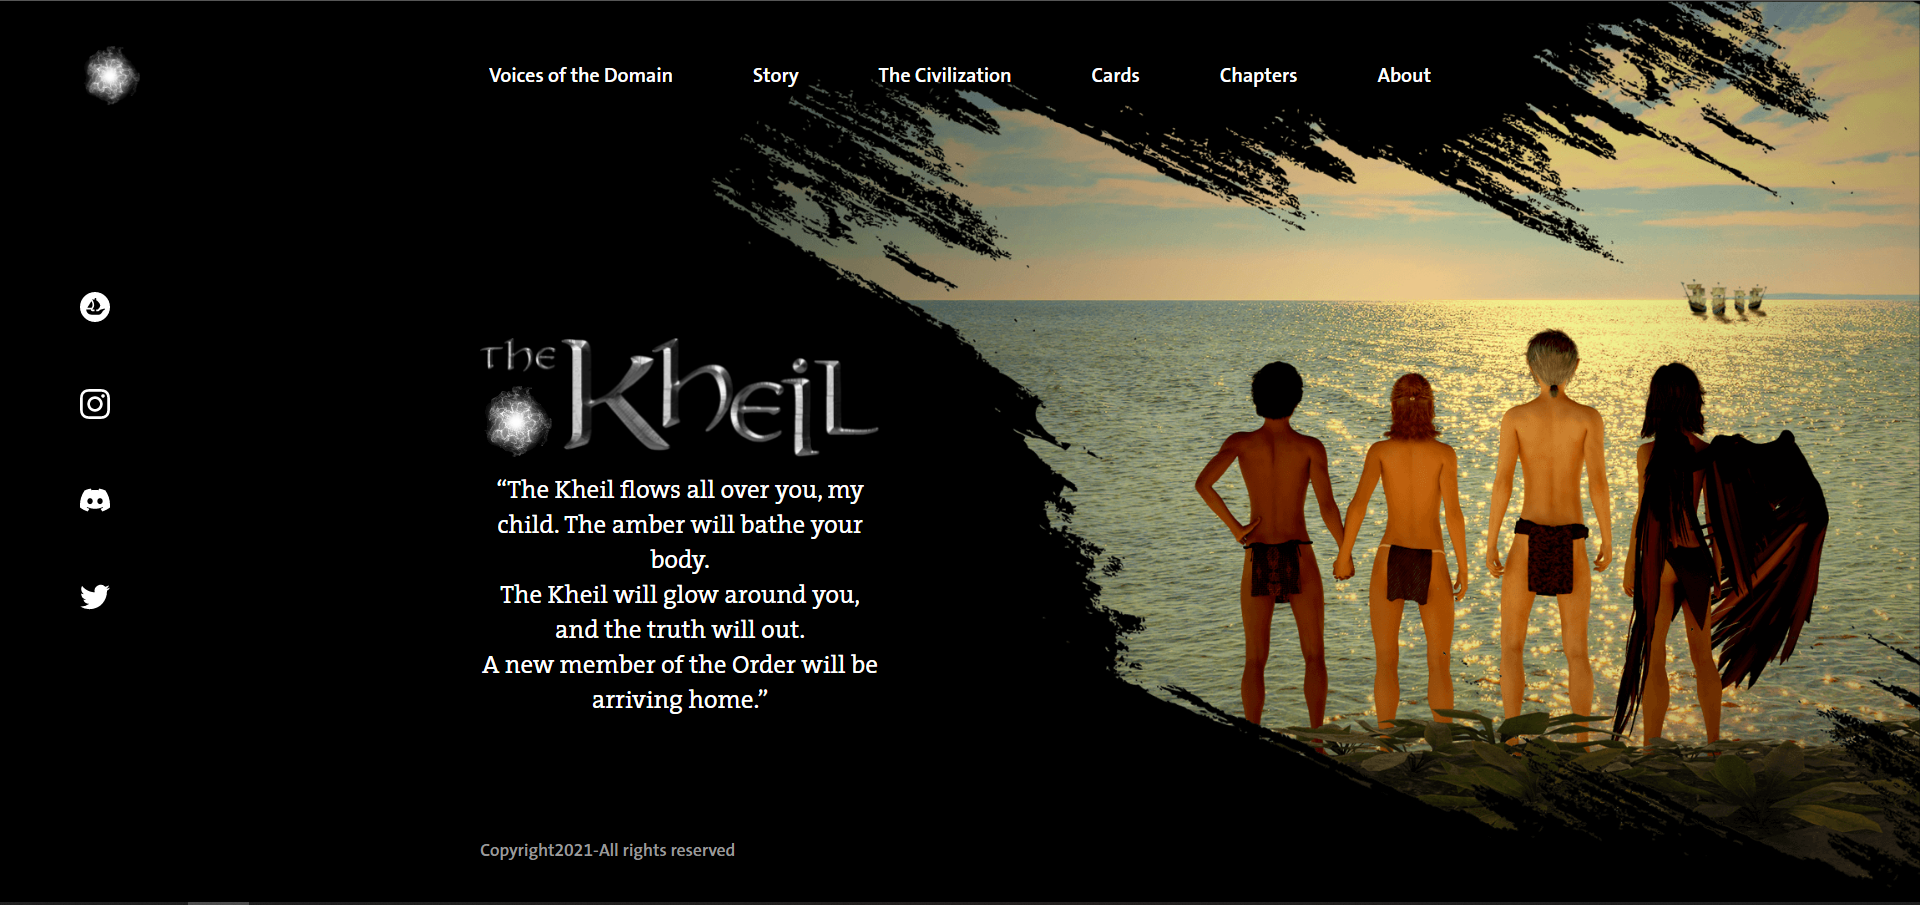 Voices of the Domain
Story
The Civilization
Cards
Chapters
About
The Kheil
“The Kheil flows all over you, my
child. The amber will bathe your
body.
The Kheil will glow around you,
and the truth will out.
A new member of the Order will be
arriving home.”
Copyright2021-All rights reserved